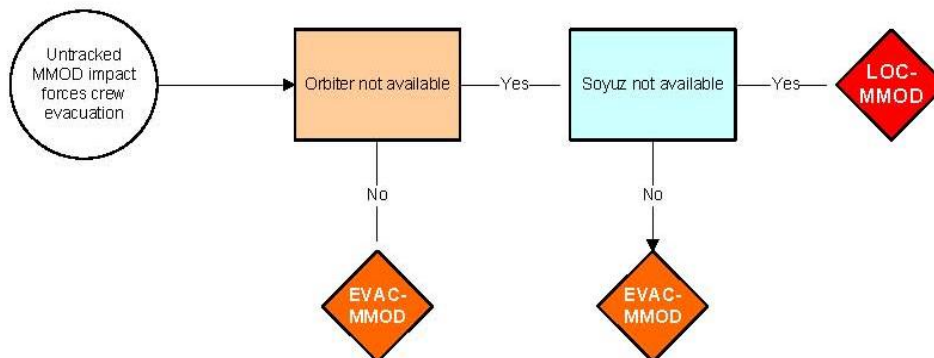 Untracked
MMOD impact
forces crew
evacuation
Orbiter not available
Yes
Soyuz not available
Yes
LOC-
MMOD
No
No
EVAC-
MMOD
EVAC-
MMOD